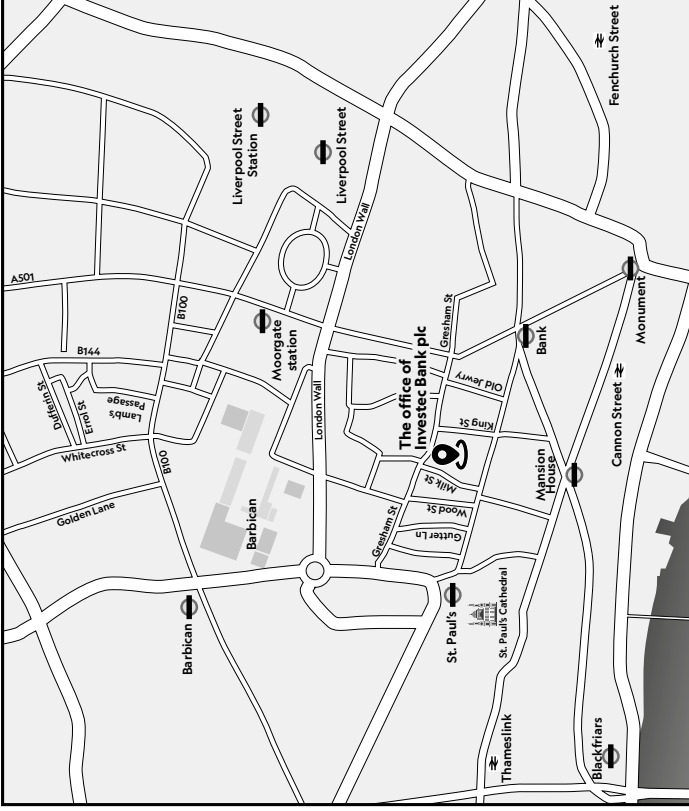 A501
Dufferin St
Errol St
Lamb's
Passage
B144
Whitecross St
Golden Lane
B100
B100
Barbican
Liverpool Street
Station
Moorgate
station
Barbican
Liverpool Street
London Wall
London Wall
Gresham St
The office of
Investec Bank plc
Gresham St
Milk St
Wood St
Gutter Ln
King St
Old Jewry
St. Paul's
St. Paul's Cathedral
Thameslink
Mansion
House
Bank
Blackfriars
Cannon Street
Monument
Fenchurch Street